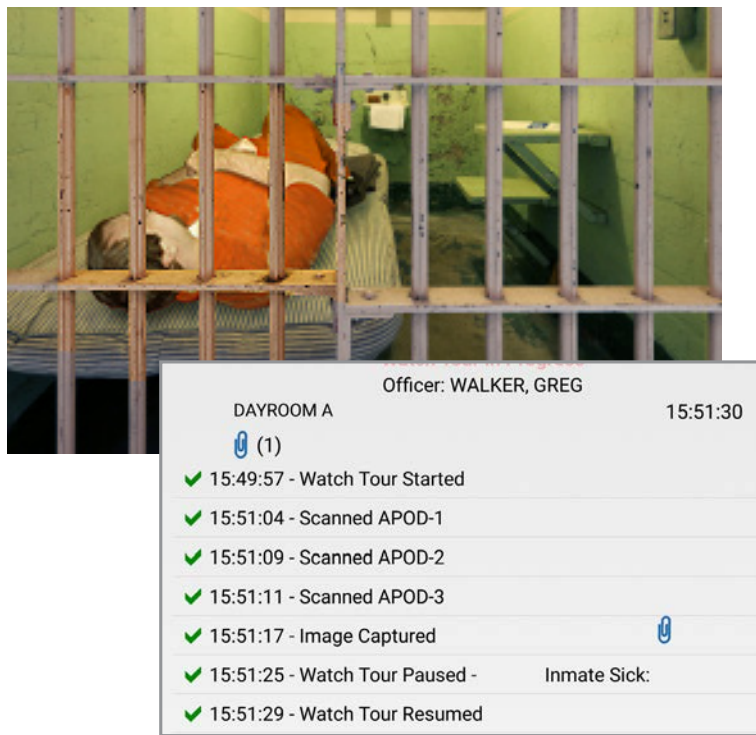 Officer: WALKER, GREG
DAYROOM A 15:51:30
(1)
15:49:57 - Watch Tour Started
15:51:04 - Scanned APOD-1
15:51:09 - Scanned APOD-2
15:51:11 - Scanned APOD-3
15:51:17 - Image Captured
15:51:25 - Watch Tour Paused - Inmate Sick:
15:51:29 - Watch Tour Resumed